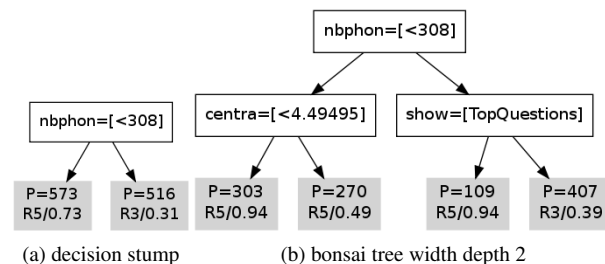 nbphon=[<308]
P=573
R5/0.73
P=516
R3/0.31
(a) decision stump
nbphon=[<308]
centra=[<4.49495]
show=[TopQuestions]
P=303
R5/0.94
P=270
R5/0.49
P=109
R5/0.94
P=407
R3/0.39
(b) bonsai tree width depth 2